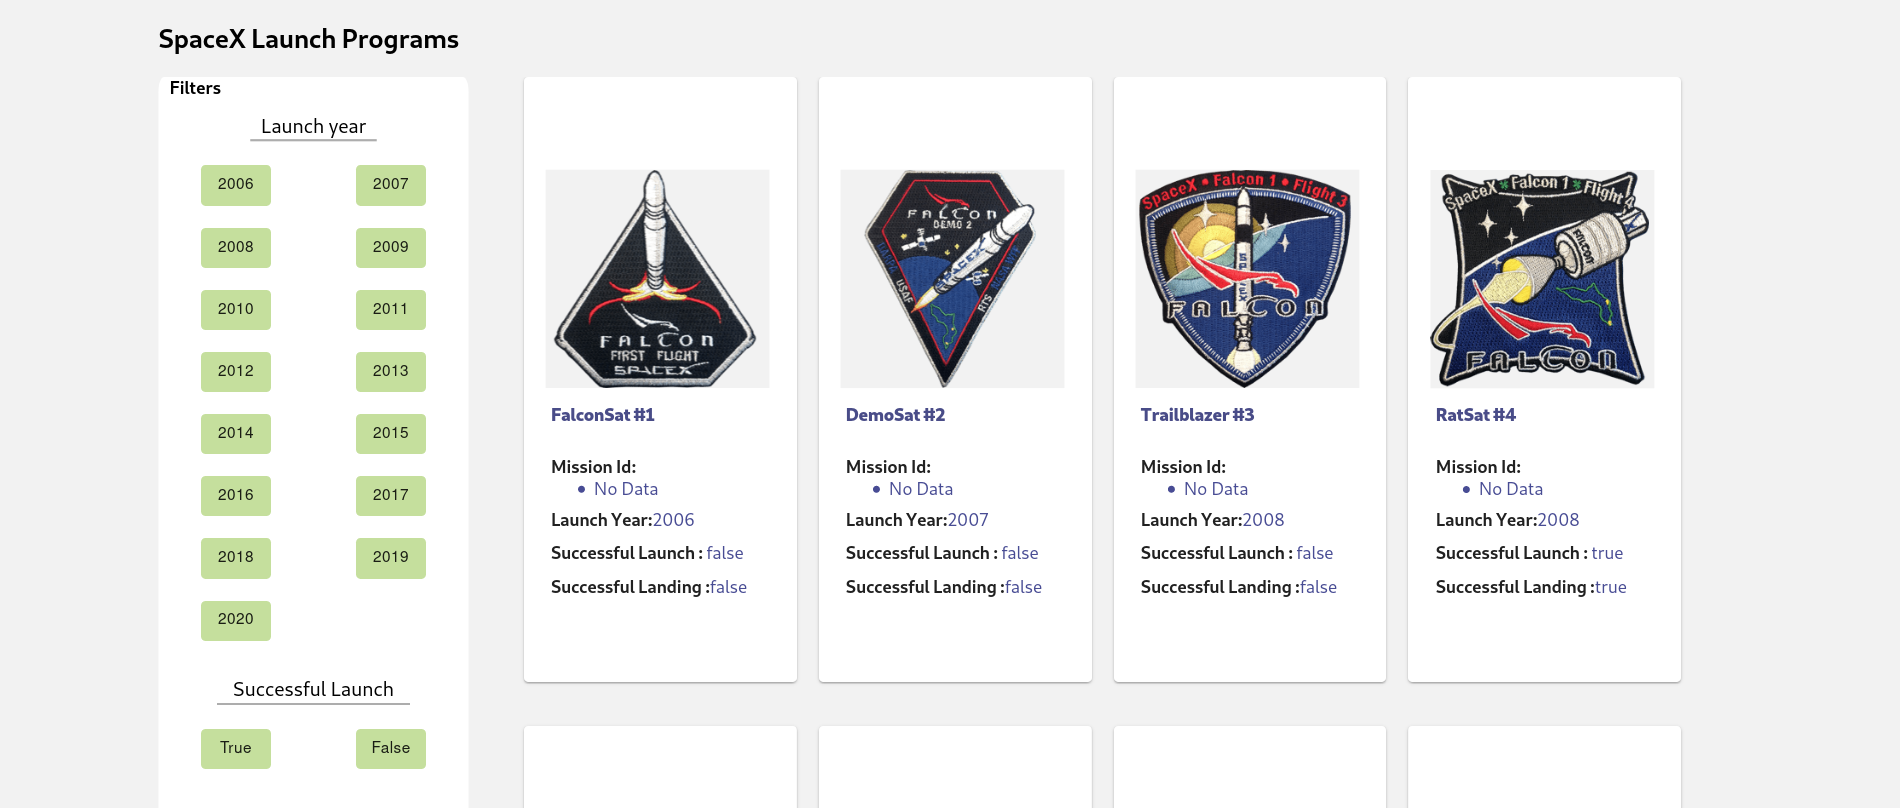 SpaceX Launch Programs
Filters
Launch year
2006 2007
2008 2009
2010 2011
2012 2013
2014 2015
2016 2017
2018 2019
2020
Successful Launch
True False
FALCON
FIRST FLIGHT
SPACEX
FalconSat #1
Mission Id:
• No Data
Launch Year:2006
Successful Launch : false
Successful Landing :false
FALCON
DEMO 2
SPACEX
USAF
RTS
DemoSat #2
Mission Id:
• No Data
Launch Year:2007
Successful Launch : false
Successful Landing :false
SpaceX • Falcon 1 • Flight 3
SPACEX
FALCON
Trailblazer #3
Mission Id:
• No Data
Launch Year:2008
Successful Launch : false
Successful Landing :false
SpaceX Falcon 1 Flight 4
FALCON
FALCON
RatSat #4
Mission Id:
• No Data
Launch Year:2008
Successful Launch : true
Successful Landing :true